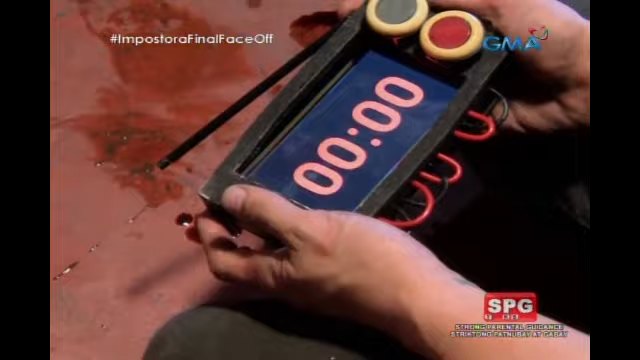 #ImpostoraFinalFaceOff
GMA
00:00
SPG
STRONG PARENTAL GUIDANCE
STRIKTONG PATNUBAY AT GABAY